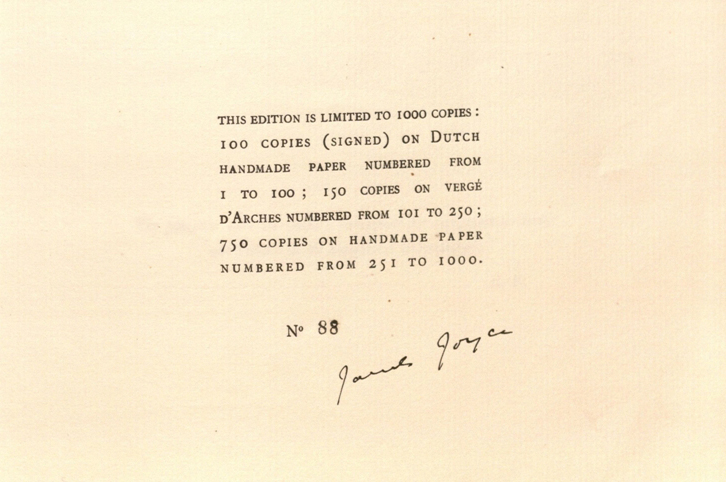 THIS EDITION IS LIMITED TO 1000 COPIES :
100 COPIES (SIGNED) ON DUTCH
HANDMADE PAPER NUMBERED FROM
1 TO 100 ; 150 COPIES ON VERGÉ
D'ARCHES NUMBERED FROM 101 TO 250 ;
750 COPIES ON HANDMADE PAPER
NUMBERED FROM 251 TO 1000.
No 88
James Joyce